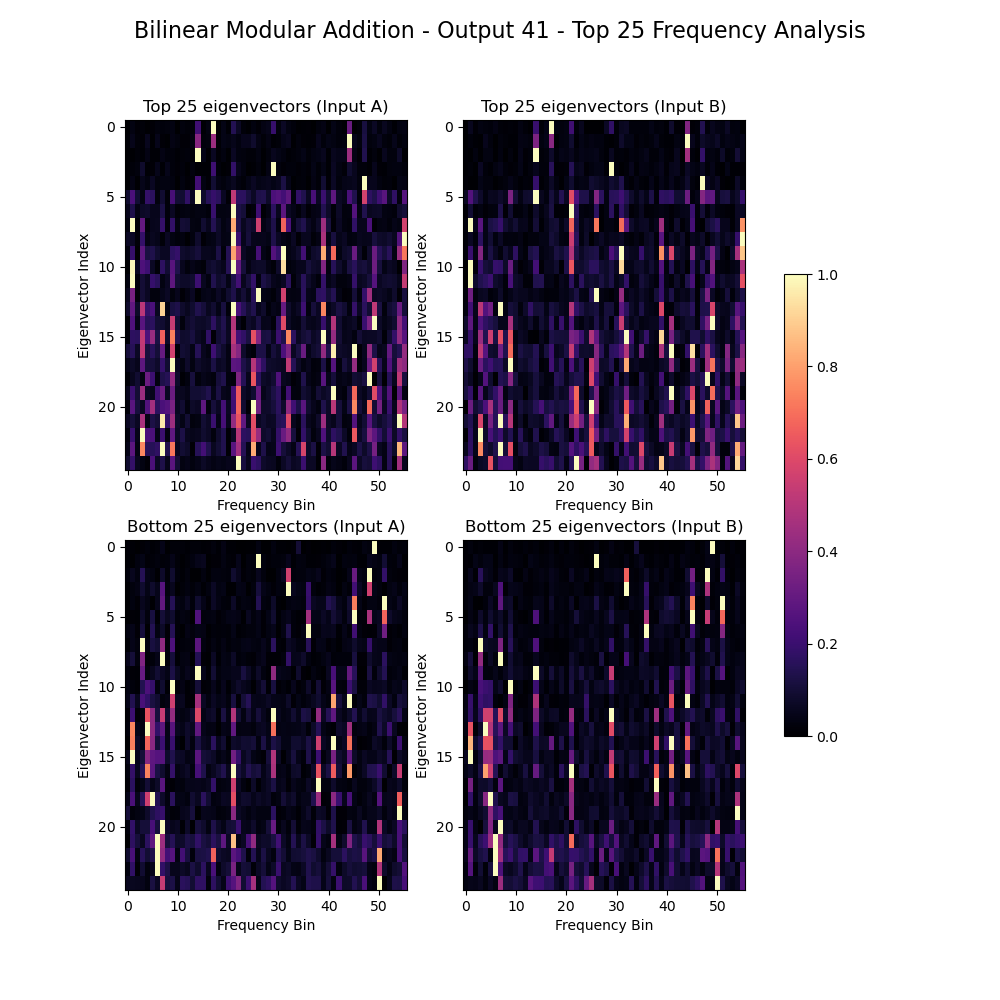 Bilinear Modular Addition - Output 41 - Top 25 Frequency Analysis
Top 25 eigenvectors (Input A)
Top 25 eigenvectors (Input B)
Eigenvector Index
0
5
10
15
20
0 10 20 30 40 50
Frequency Bin
Eigenvector Index
0
5
10
15
20
0 10 20 30 40 50
Frequency Bin
Bottom 25 eigenvectors (Input A)
Bottom 25 eigenvectors (Input B)
Eigenvector Index
0
5
10
15
20
0 10 20 30 40 50
Frequency Bin
Eigenvector Index
0
5
10
15
20
0 10 20 30 40 50
Frequency Bin
1.0
0.8
0.6
0.4
0.2
0.0